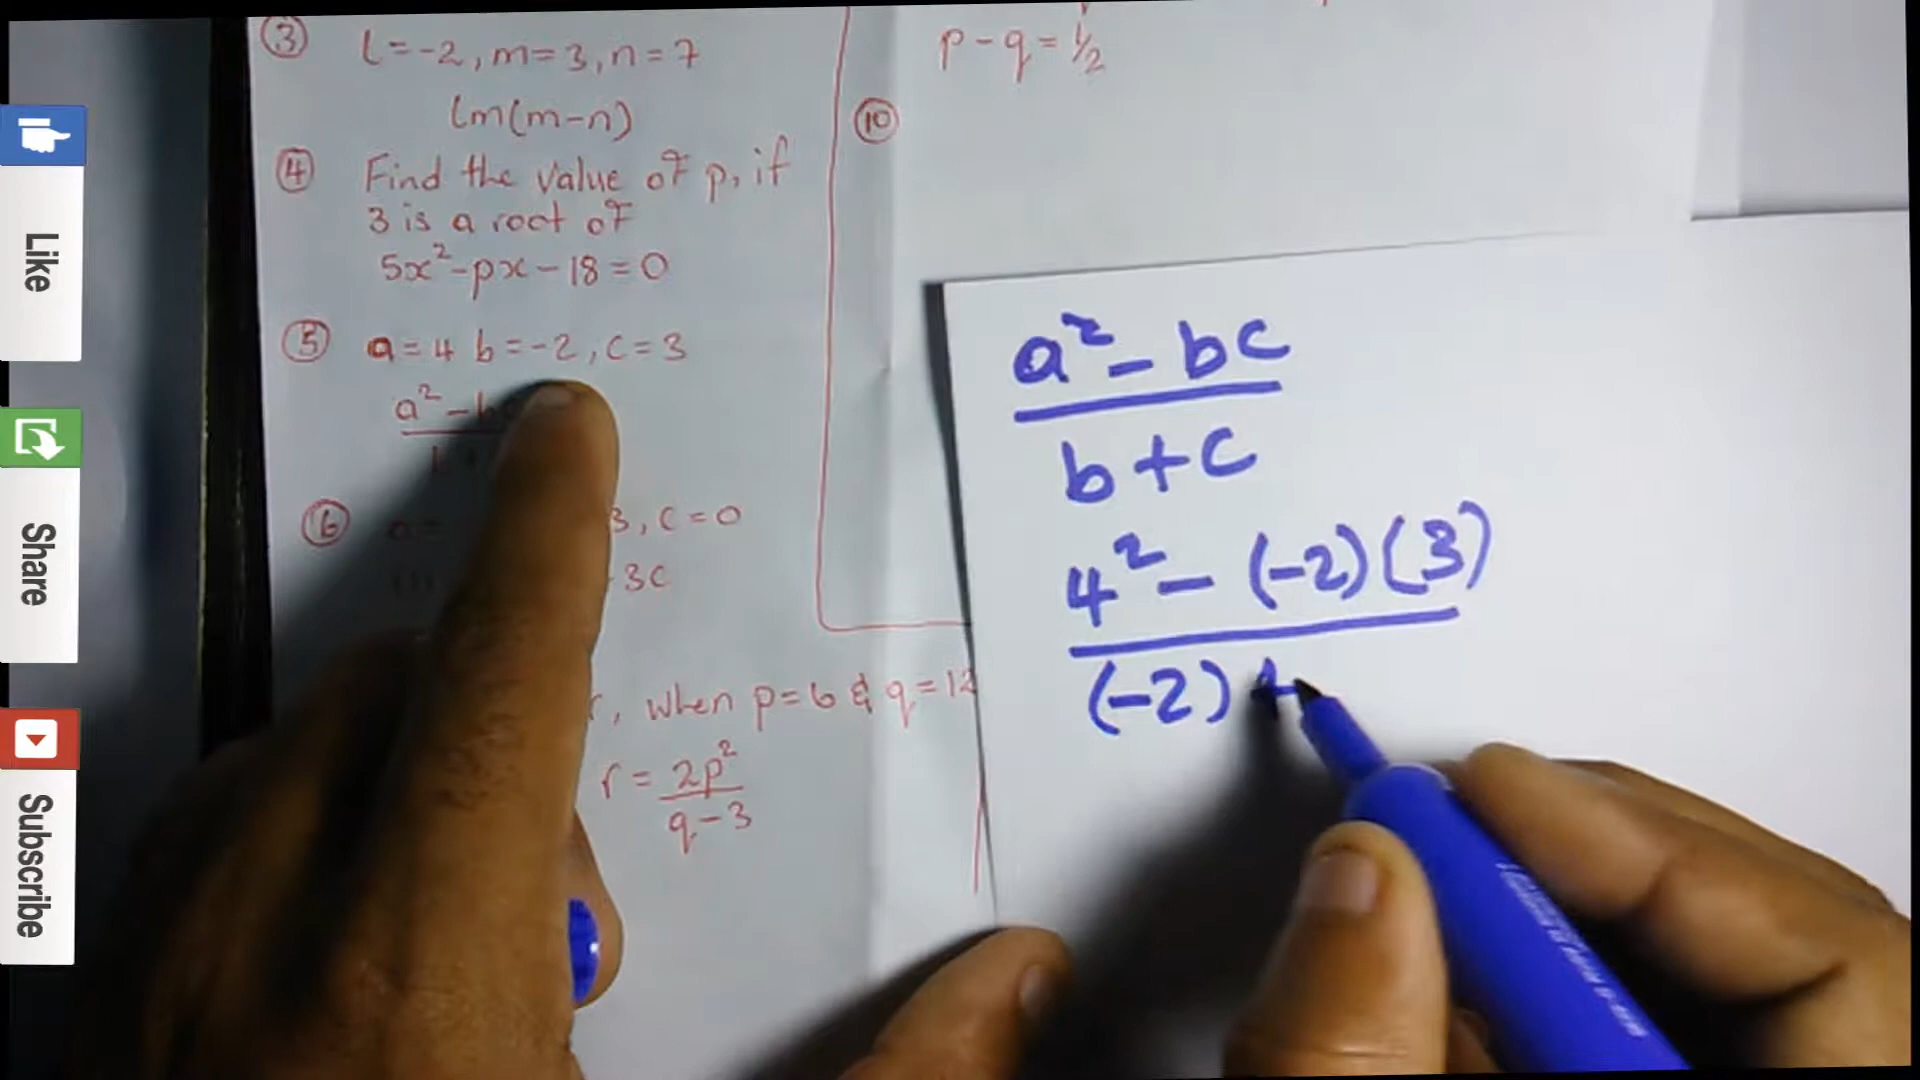 Like
Share
Subscribe
③ l = -2, m = 3, n = 7
lm(m-n)
④ Find the value of p, if
3 is a root of
5x² - px - 18 = 0
⑤ a = 4 b = -2, c = 3
a² -
⑥ a = 3, c = 0
3c
r, when p = 6 & q = 12
r = 2p²
q - 3
p - q = 1/2
⑩
a² - bc
b + c
4² - (-2)(3)
(-2) +